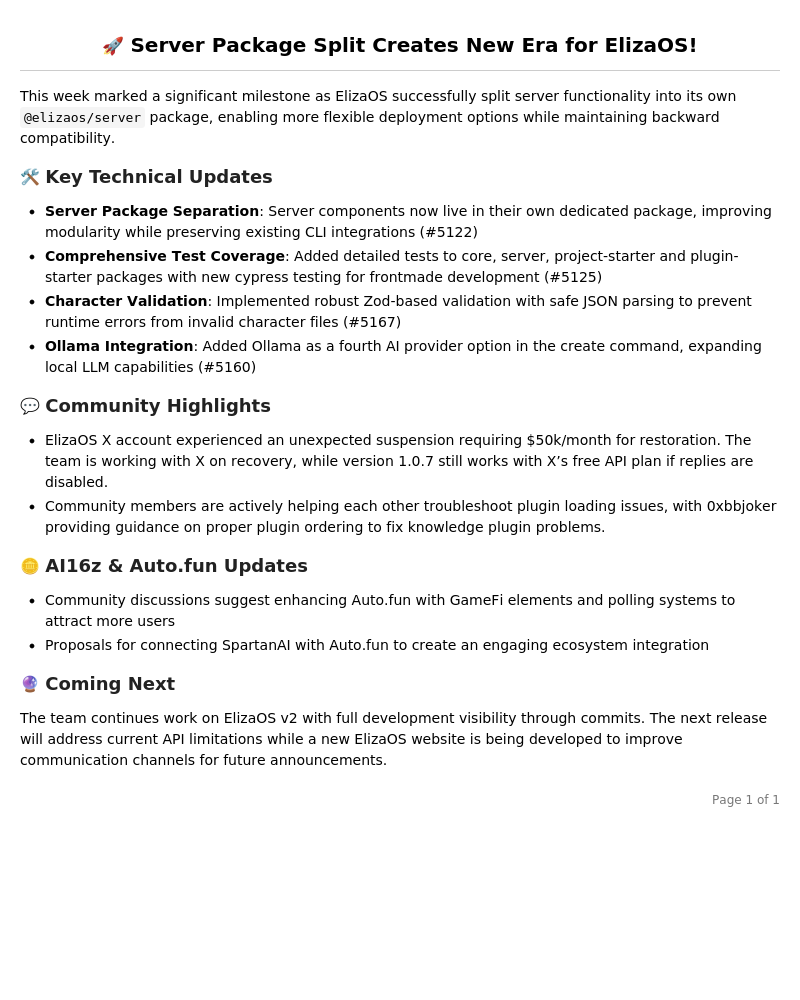 🚀 Server Package Split Creates New Era for ElizaOS!
This week marked a significant milestone as ElizaOS successfully split server functionality into its own
@elizaos/server package, enabling more flexible deployment options while maintaining backward
compatibility.
🛠️ Key Technical Updates
• Server Package Separation: Server components now live in their own dedicated package, improving
modularity while preserving existing CLI integrations (#5122)
• Comprehensive Test Coverage: Added detailed tests to core, server, project-starter and plugin-
starter packages with new cypress testing for frontmade development (#5125)
• Character Validation: Implemented robust Zod-based validation with safe JSON parsing to prevent
runtime errors from invalid character files (#5167)
• Ollama Integration: Added Ollama as a fourth AI provider option in the create command, expanding
local LLM capabilities (#5160)
💬 Community Highlights
• ElizaOS X account experienced an unexpected suspension requiring $50k/month for restoration. The
team is working with X on recovery, while version 1.0.7 still works with X’s free API plan if replies are
disabled.
• Community members are actively helping each other troubleshoot plugin loading issues, with 0xbbjoker
providing guidance on proper plugin ordering to fix knowledge plugin problems.
🪙 AI16z & Auto.fun Updates
• Community discussions suggest enhancing Auto.fun with GameFi elements and polling systems to
attract more users
• Proposals for connecting SpartanAI with Auto.fun to create an engaging ecosystem integration
🔮 Coming Next
The team continues work on ElizaOS v2 with full development visibility through commits. The next release
will address current API limitations while a new ElizaOS website is being developed to improve
communication channels for future announcements.
Page 1 of 1